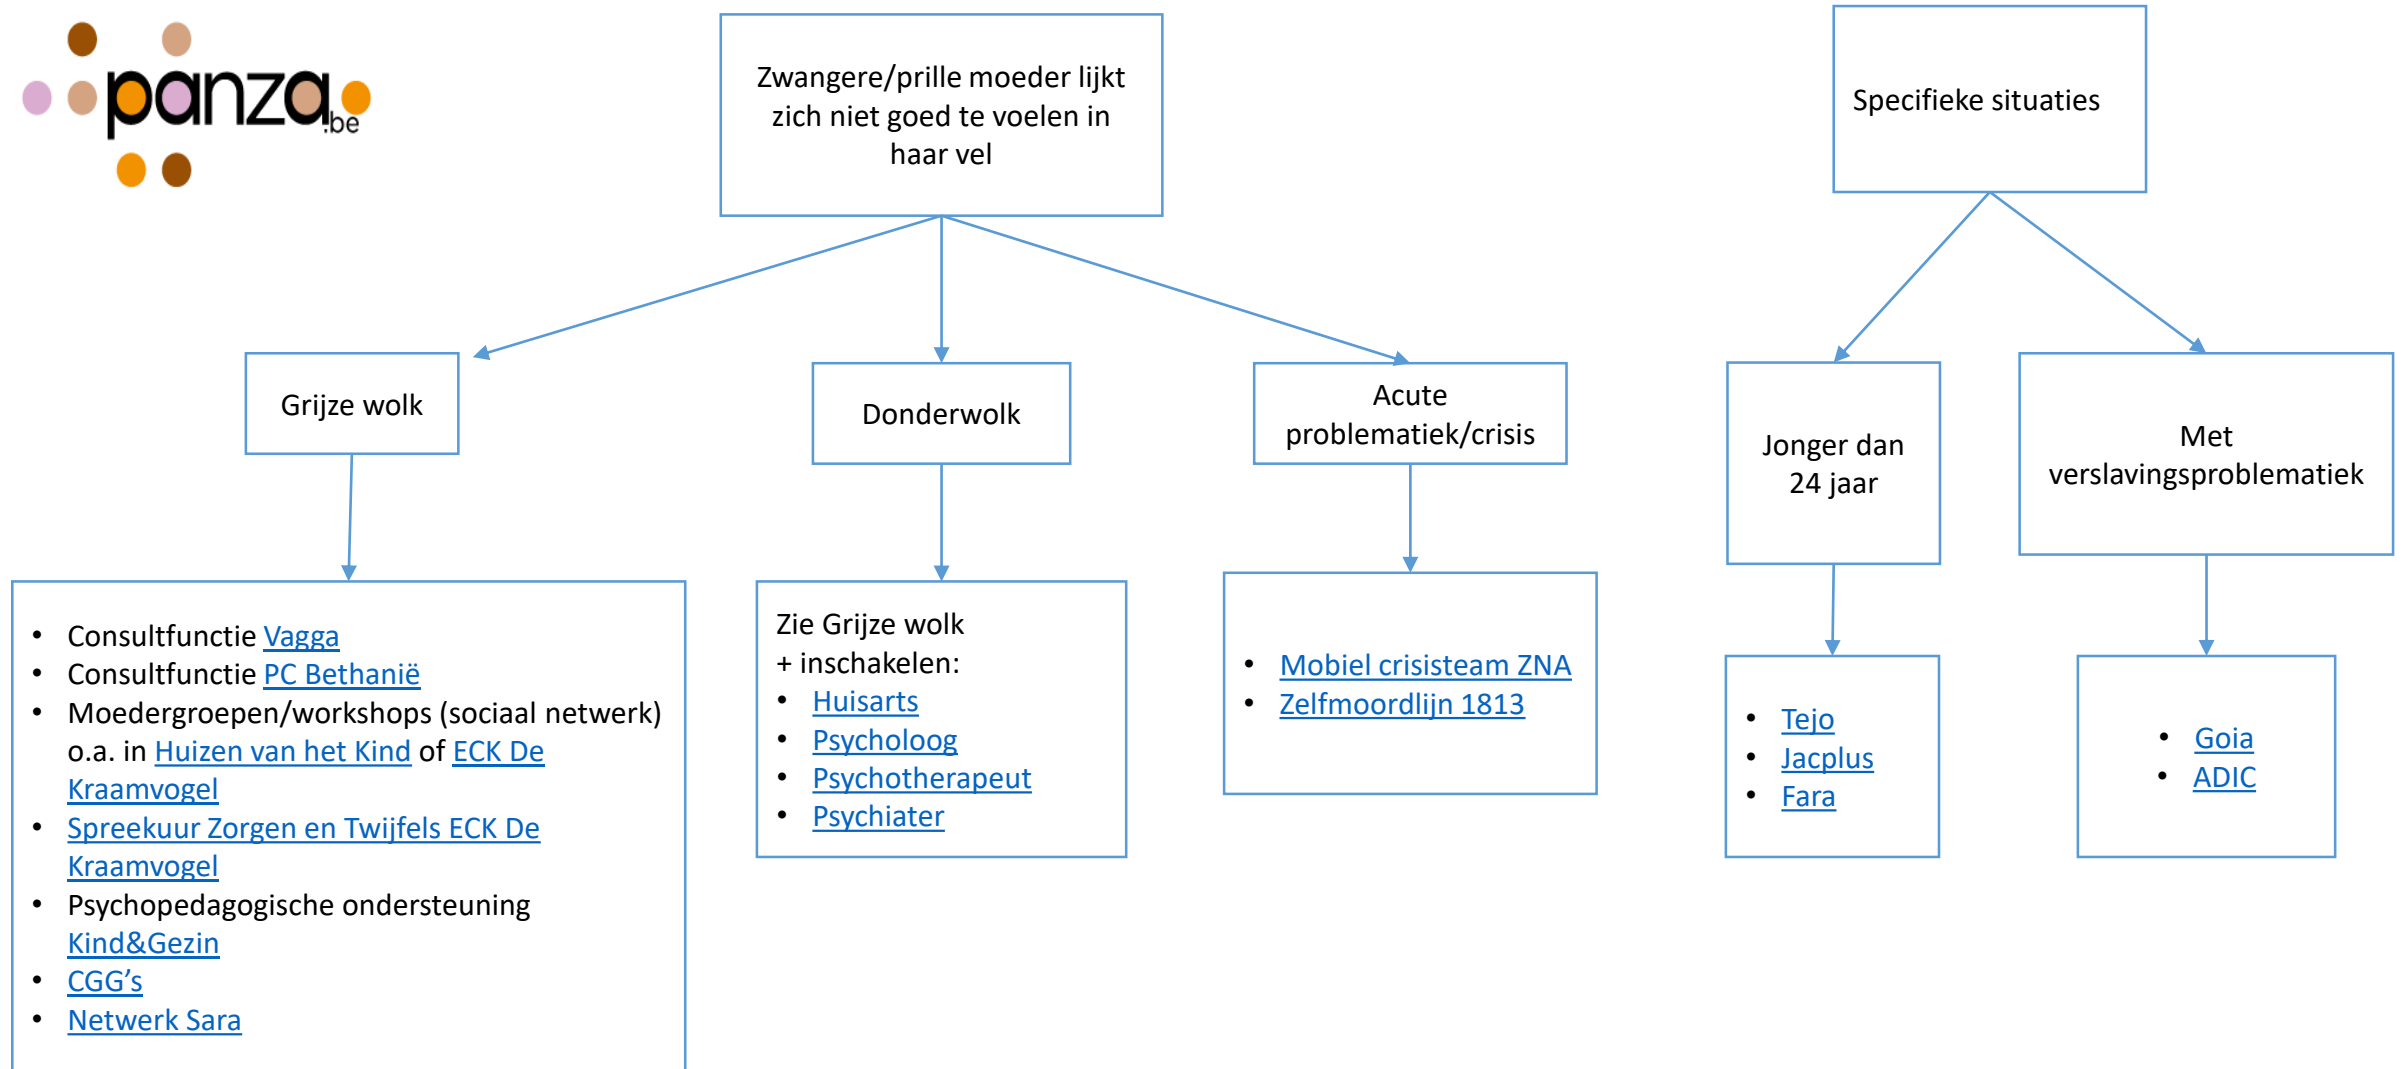 panza
.be
Zwangere/prille moeder lijkt
zich niet goed te voelen in
haar vel
Specifieke situaties
Grijze wolk
Donderwolk
Acute
problematiek/crisis
Jonger dan
24 jaar
Met
verslavingsproblematiek
• Consultfunctie Vagga
• Consultfunctie PC Bethanië
• Moedergroepen/workshops (sociaal netwerk)
o.a. in Huizen van het Kind of ECK De
Kraamvogel
• Spreekuur Zorgen en Twijfels ECK De
Kraamvogel
• Psychopedagogische ondersteuning
Kind&Gezin
• CGG’s
• Netwerk Sara
Zie Grijze wolk
+ inschakelen:
• Huisarts
• Psycholoog
• Psychotherapeut
• Psychiater
• Mobiel crisisteam ZNA
• Zelfmoordlijn 1813
• Tejo
• Jacplus
• Fara
• Goia
• ADIC